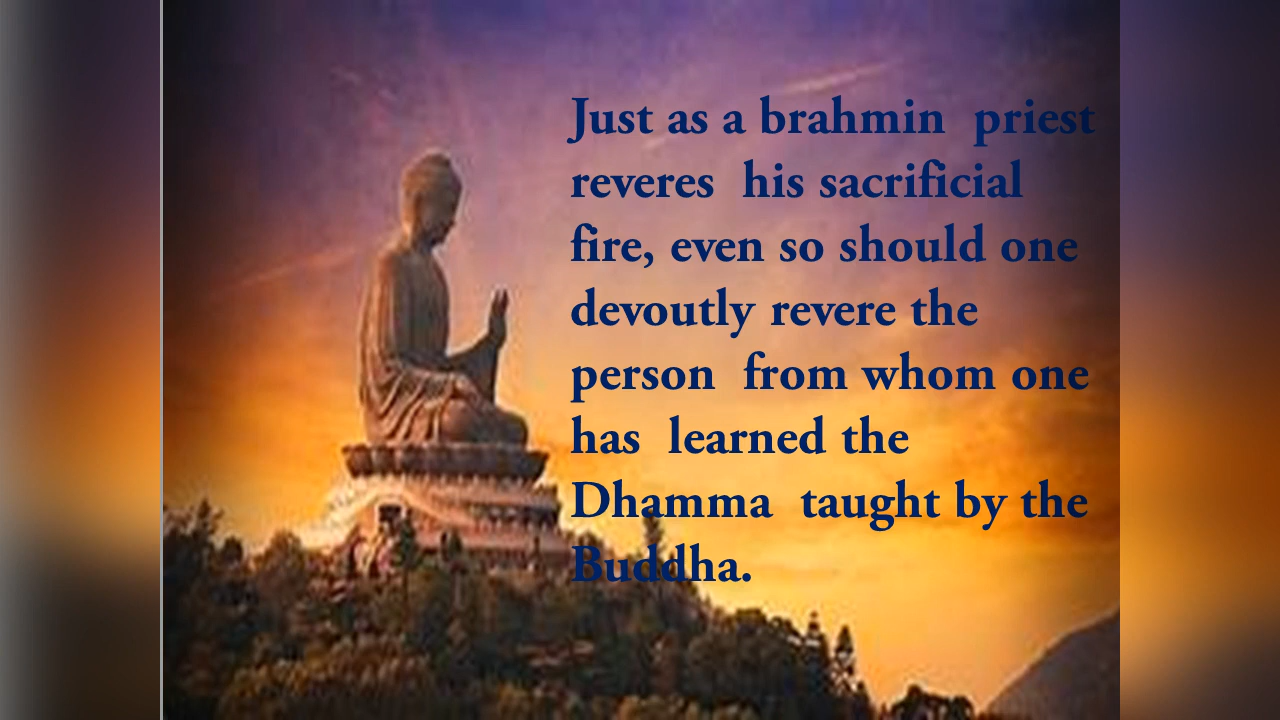 Just as a brahmin priest
reveres his sacrificial
fire, even so should one
devoutly revere the
person from whom one
has learned the
Dhamma taught by the
Buddha.